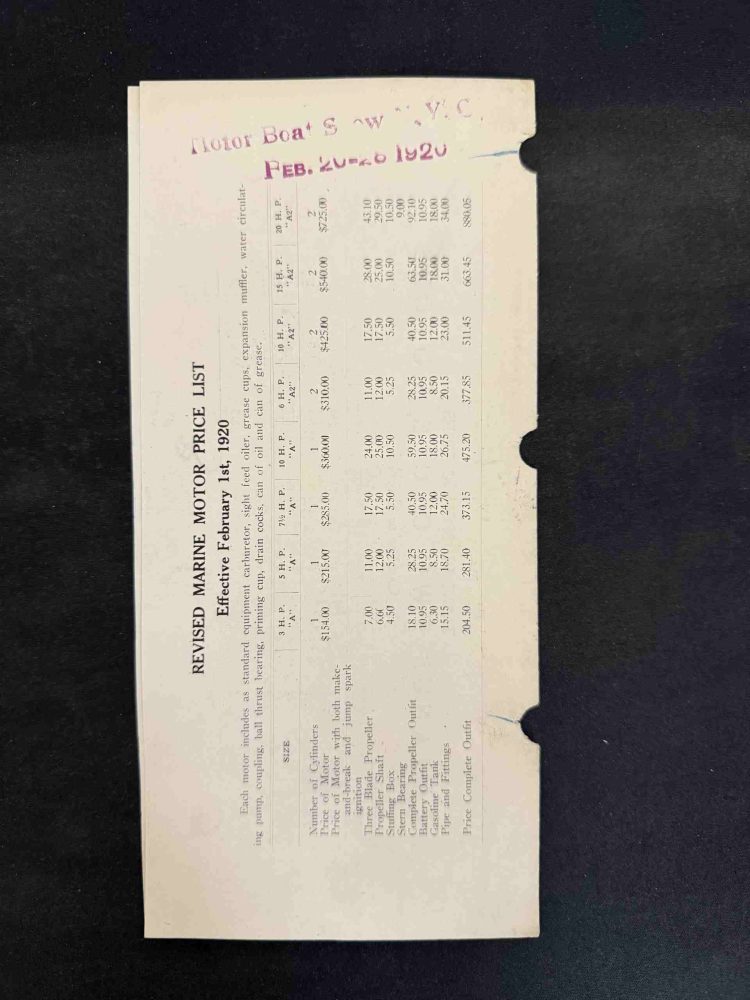 Motor Boat Show N.Y.C.
FEB. 20-28 1920
REVISED MARINE MOTOR PRICE LIST
Effective February 1st, 1920
Each motor includes as standard equipment carburetor, sight feed oiler, grease cups, expansion muffler, water circulat-
ing pump, coupling, ball thrust bearing, priming cup, drain cocks, can of oil and can of grease.
SIZE 3 H. P. "A" 5 H. P. "A" 7½ H. P. "A" 10 H. P. "A" 6 H. P. "A2" 10 H. P. "A2" 15 H. P. "A2" 20 H. P. "A2"
Number of Cylinders 1 1 1 1 2 2 2 2
Price of Motor $154.00 $215.00 $285.00 $360.00 $310.00 $425.00 $540.00 $725.00
Price of Motor with both make-
and-break and jump spark
ignition
Three Blade Propeller 7.00 11.00 17.50 24.00 11.00 17.50 28.00 43.10
Propeller Shaft 6.60 12.00 17.50 25.00 12.00 17.50 25.00 29.50
Stuffing Box 4.50 5.25 5.50 10.50 5.25 5.50 10.50 10.50
Stern Bearing 9.00
Complete Propeller Outfit 18.10 28.25 40.50 59.50 28.25 40.50 63.50 92.10
Battery Outfit 10.95 10.95 10.95 10.95 10.95 10.95 10.95 10.95
Gasoline Tank 6.30 8.50 12.00 18.00 8.50 12.00 18.00 18.00
Pipe and Fittings 15.15 18.70 24.70 26.75 20.15 23.00 31.00 34.00
Price Complete Outfit 204.50 281.40 373.15 475.20 377.85 511.45 663.45 880.05